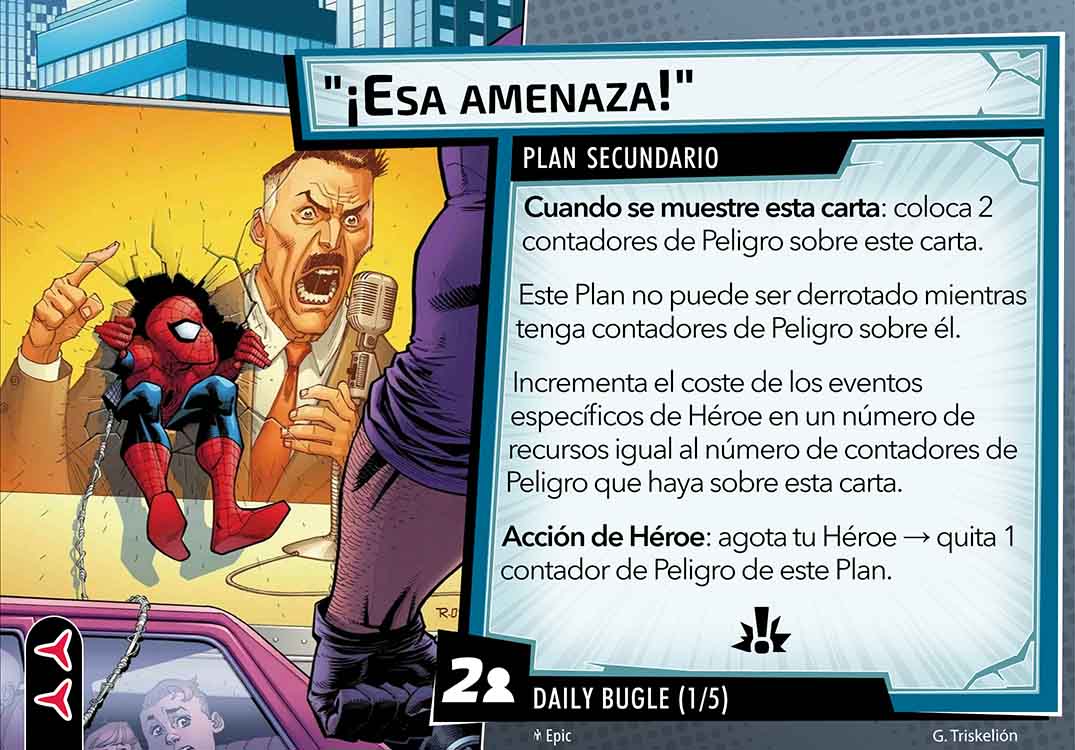 "¡ESA AMENAZA!"
PLAN SECUNDARIO
Cuando se muestre esta carta: coloca 2
contadores de Peligro sobre este carta.
Este Plan no puede ser derrotado mientras
tenga contadores de Peligro sobre él.
Incrementa el coste de los eventos
específicos de Héroe en un número de
recursos igual al número de contadores de
Peligro que haya sobre esta carta.
Acción de Héroe: agota tu Héroe → quita 1
contador de Peligro de este Plan.
2
DAILY BUGLE (1/5)
Epic
G. Triskelión